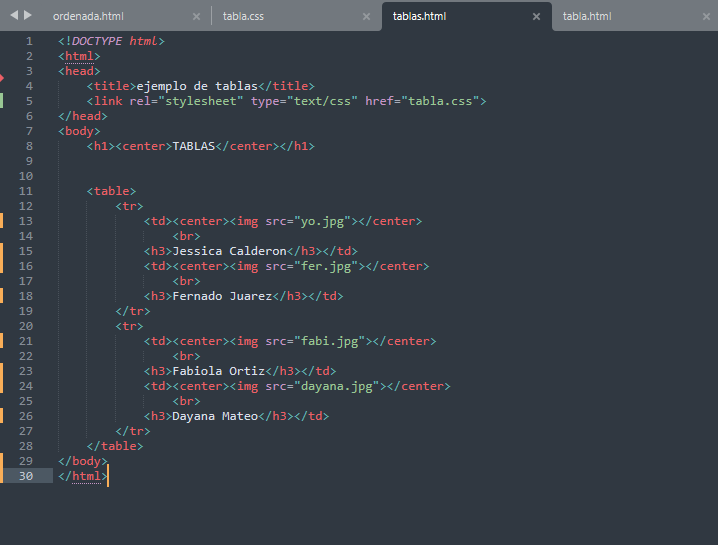 ordenada.html × tabla.css × tablas.html × tabla.html ×
1 <!DOCTYPE html>
2 <html>
3 <head>
4 <title>ejemplo de tablas</title>
5 <link rel="stylesheet" type="text/css" href="tabla.css">
6 </head>
7 <body>
8 <h1><center>TABLAS</center></h1>
9
10
11 <table>
12 <tr>
13 <td><center><img src="yo.jpg"></center>
14 <br>
15 <h3>Jessica Calderon</h3></td>
16 <td><center><img src="fer.jpg"></center>
17 <br>
18 <h3>Fernado Juarez</h3></td>
19 </tr>
20 <tr>
21 <td><center><img src="fabi.jpg"></center>
22 <br>
23 <h3>Fabiola Ortiz</h3></td>
24 <td><center><img src="dayana.jpg"></center>
25 <br>
26 <h3>Dayana Mateo</h3></td>
27 </tr>
28 </table>
29 </body>
30 </html>